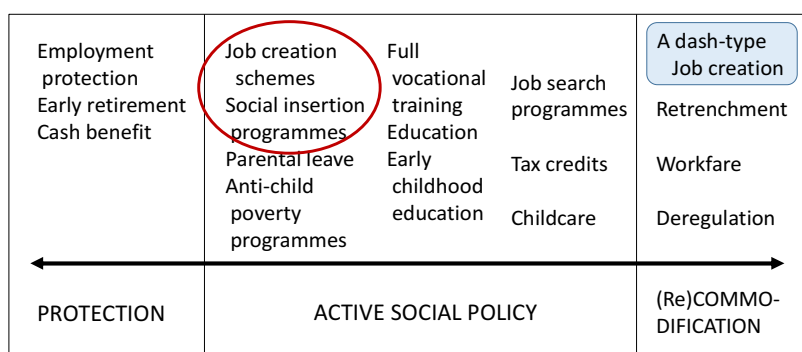 Employment
protection
Early retirement
Cash benefit
Job creation
schemes
Social insertion
programmes
Parental leave
Anti-child
poverty
programmes
Full
vocational
training
Education
Early
childhood
education
Job search
programmes
Tax credits
Childcare
A dash-type
Job creation
Retrenchment
Workfare
Deregulation
PROTECTION
ACTIVE SOCIAL POLICY
(Re)COMMO-
DIFICATION